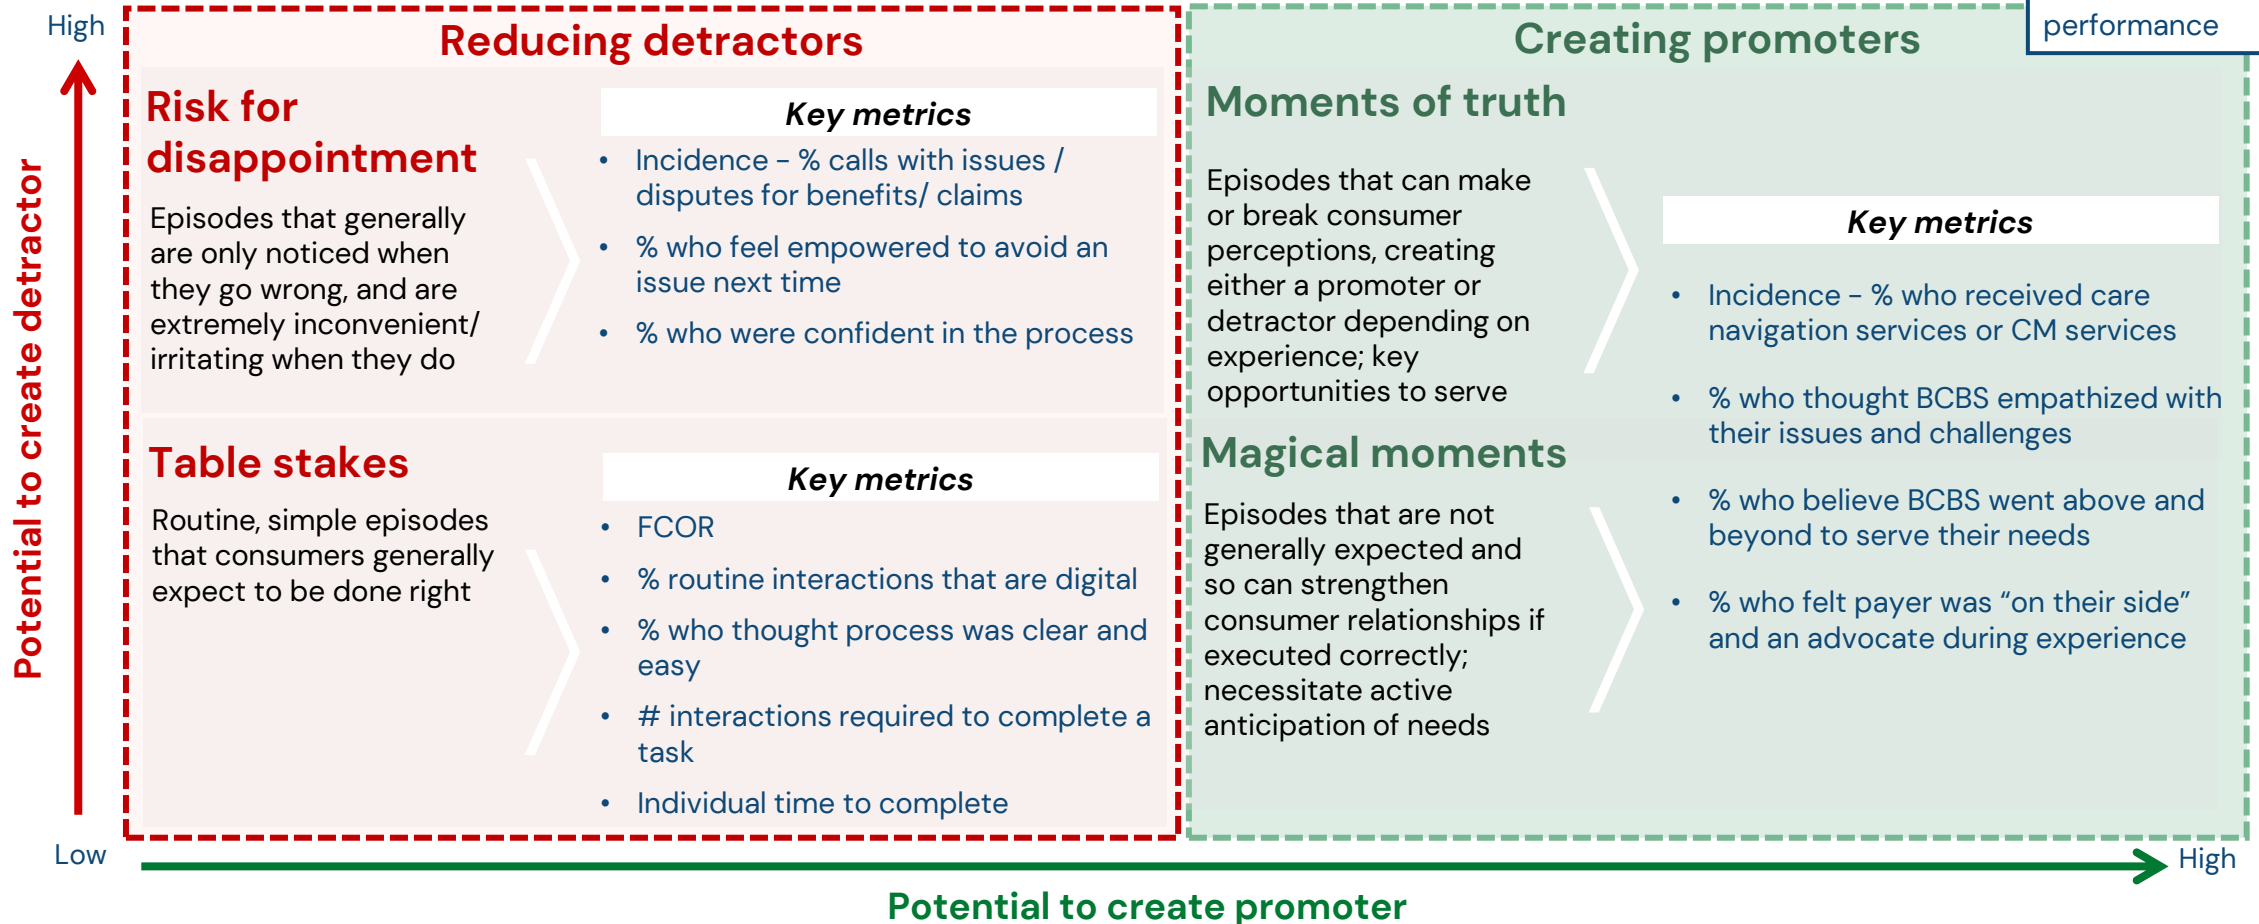 High
Potential to create detractor
Low
Reducing detractors
Risk for
disappointment
Episodes that generally
are only noticed when
they go wrong, and are
extremely inconvenient/
irritating when they do
Key metrics
• Incidence – % calls with issues /
disputes for benefits/ claims
• % who feel empowered to avoid an
issue next time
• % who were confident in the process
Table stakes
Routine, simple episodes
that consumers generally
expect to be done right
Key metrics
• FCOR
• % routine interactions that are digital
• % who thought process was clear and
easy
• # interactions required to complete a
task
• Individual time to complete
Creating promoters
performance
Moments of truth
Episodes that can make
or break consumer
perceptions, creating
either a promoter or
detractor depending on
experience; key
opportunities to serve
Magical moments
Episodes that are not
generally expected and
so can strengthen
consumer relationships if
executed correctly;
necessitate active
anticipation of needs
Key metrics
• Incidence – % who received care
navigation services or CM services
• % who thought BCBS empathized with
their issues and challenges
• % who believe BCBS went above and
beyond to serve their needs
• % who felt payer was “on their side”
and an advocate during experience
High
Potential to create promoter